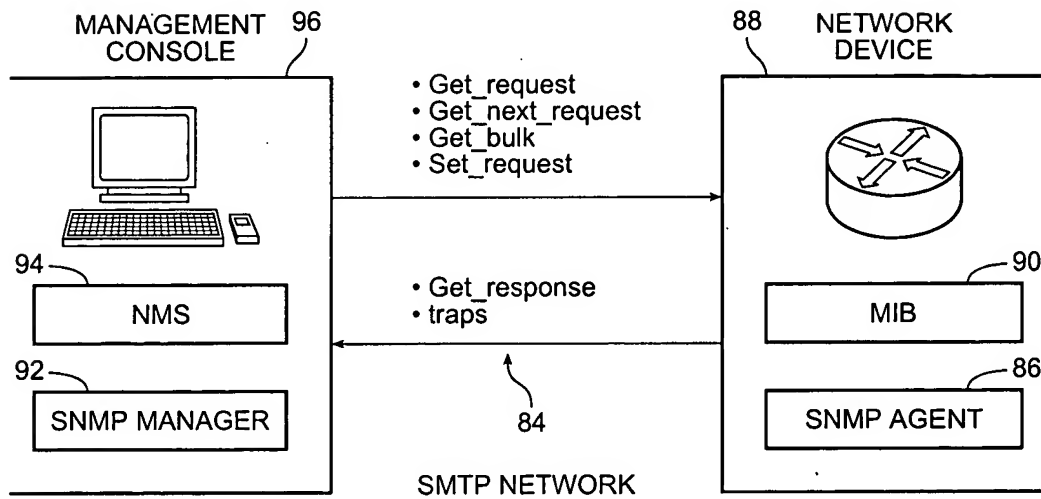 MANAGEMENT
CONSOLE
96
88
NETWORK
DEVICE
• Get_request
• Get_next_request
• Get_bulk
• Set_request
94
NMS
• Get_response
• traps
90
MIB
92
SNMP MANAGER
84
86
SNMP AGENT
SMTP NETWORK